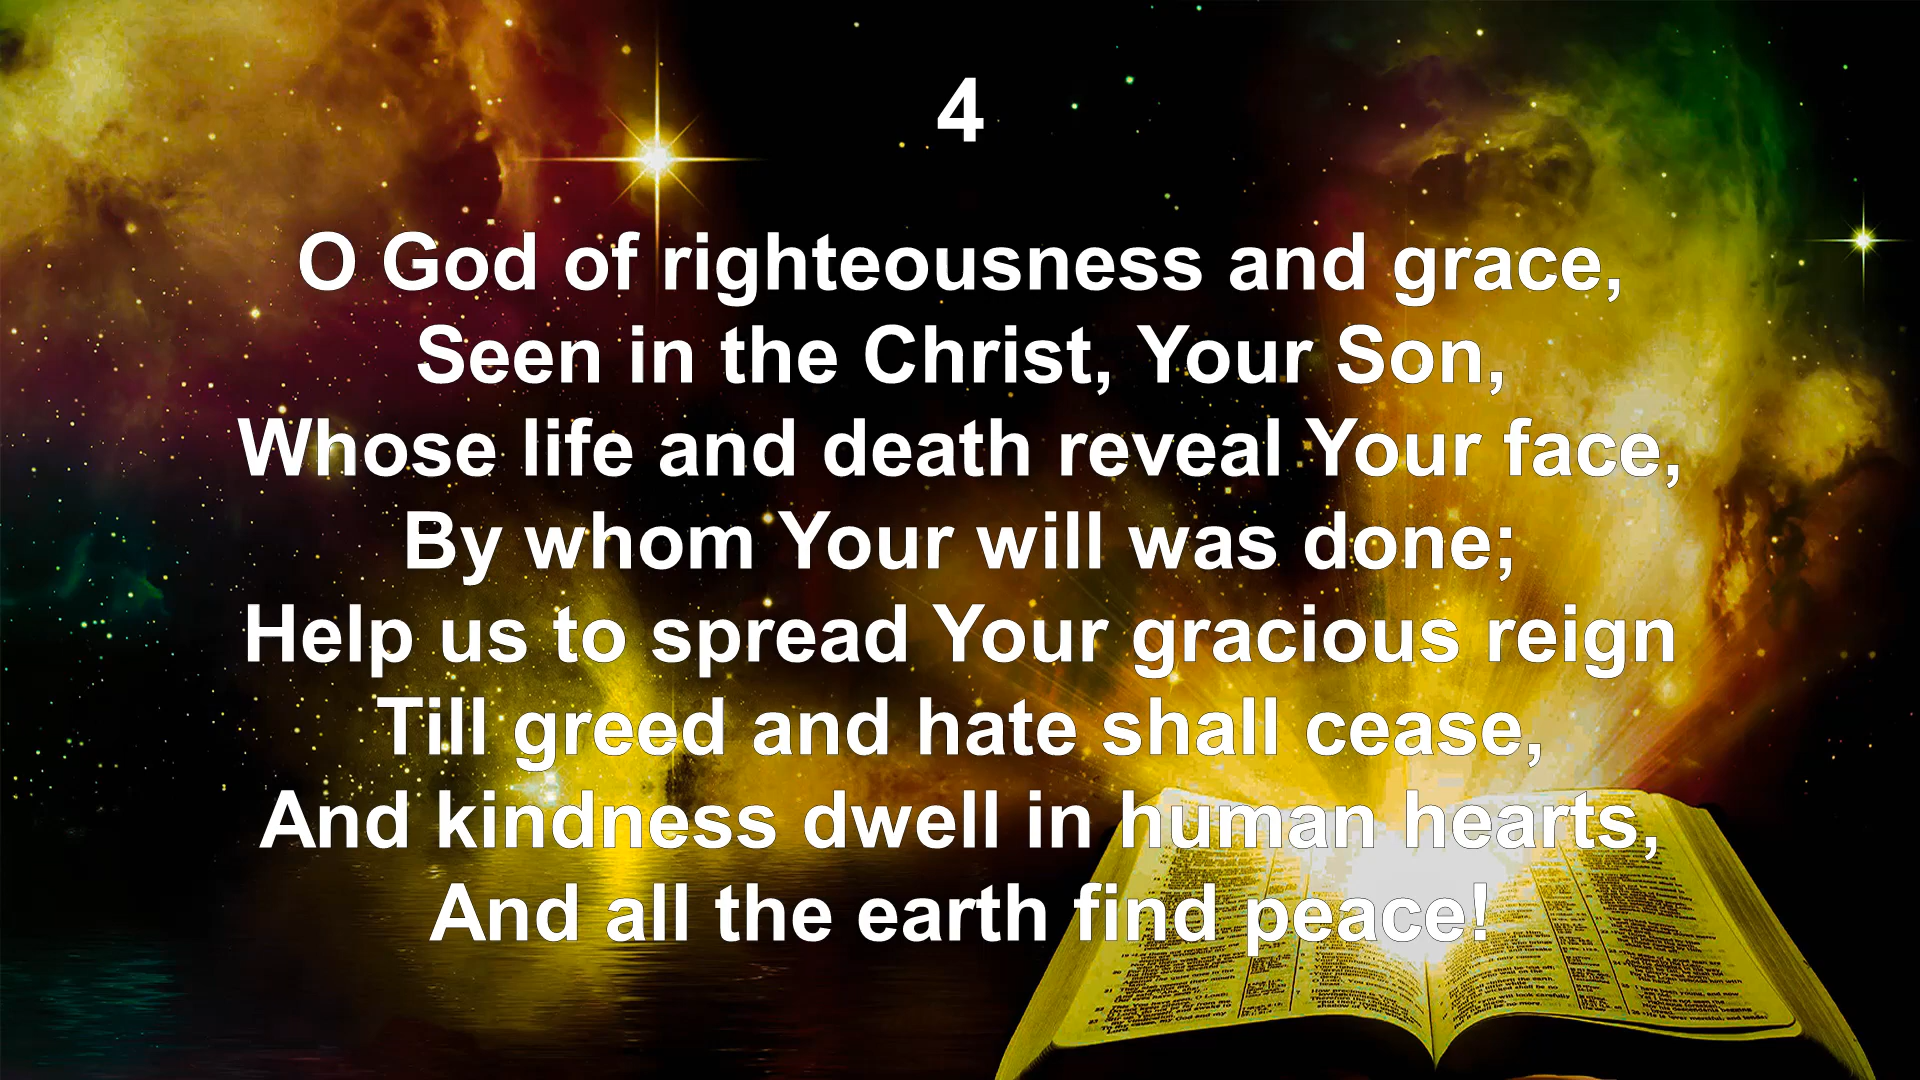 4
O God of righteousness and grace,
Seen in the Christ, Your Son,
Whose life and death reveal Your face,
By whom Your will was done;
Help us to spread Your gracious reign
Till greed and hate shall cease,
And kindness dwell in human hearts,
And all the earth find peace!